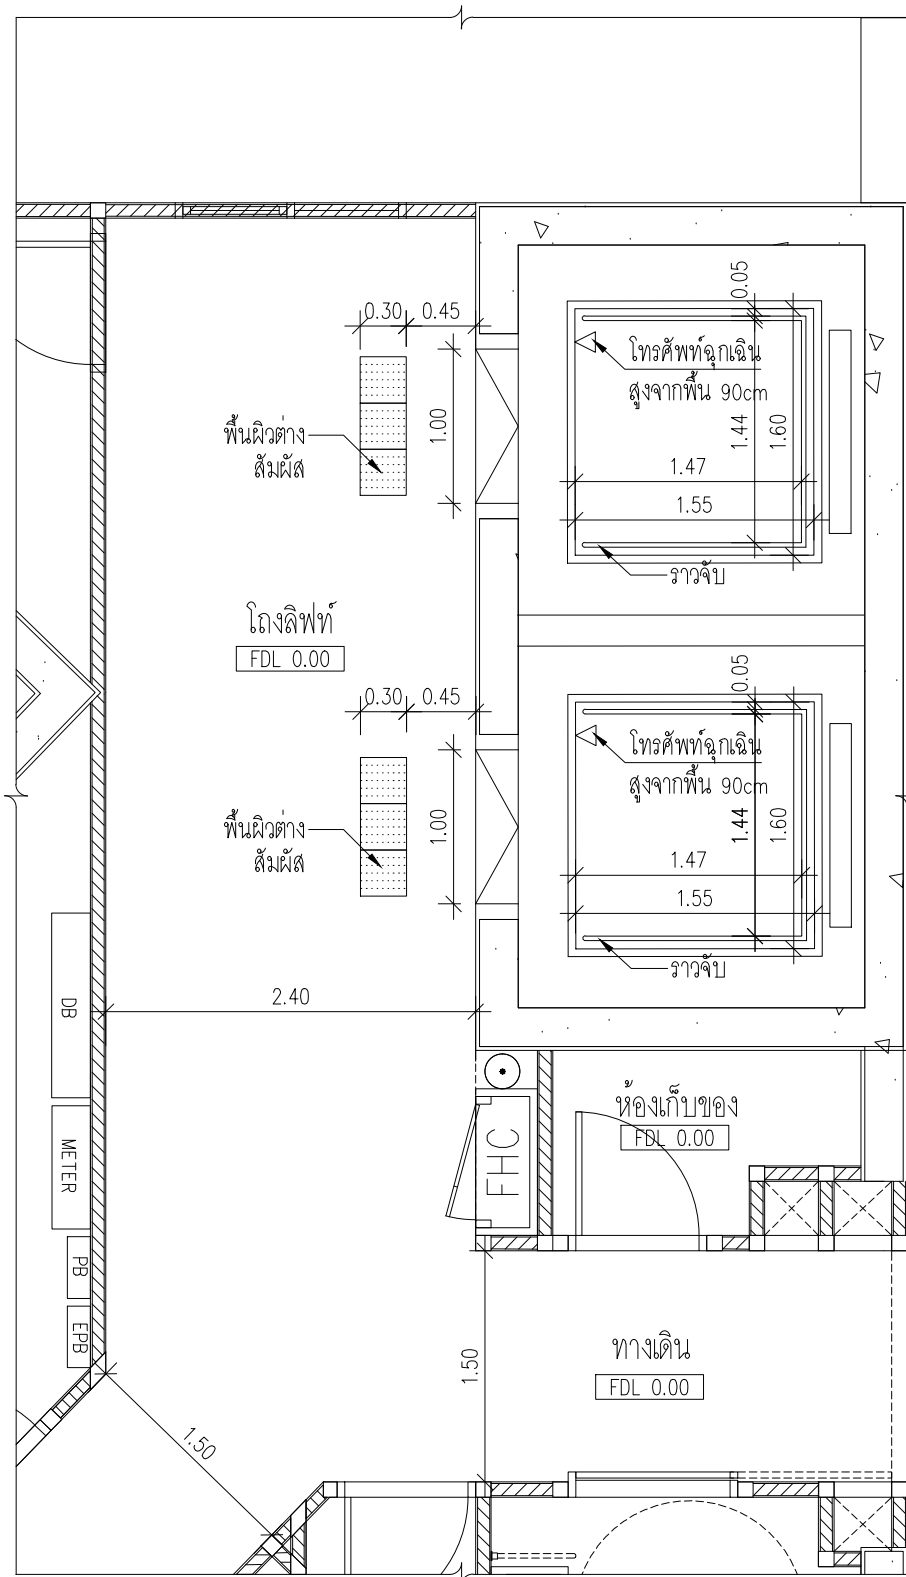 0.05
0.30 0.45
โทรศัพท์ฉุกเฉิน
สูงจากพื้น 90cm
1.00
1.44
1.60
พื้นผิวต่าง
สัมผัส
1.47
1.55
ราวจับ
โถงลิฟท์
FDL 0.00
0.05
0.30 0.45
โทรศัพท์ฉุกเฉิน
สูงจากพื้น 90cm
1.00
1.44
1.60
พื้นผิวต่าง
สัมผัส
1.47
1.55
ราวจับ
2.40
DB
METER
PB
EPB
FHC
ห้องเก็บของ
FDL 0.00
1.50
ทางเดิน
FDL 0.00
1.50